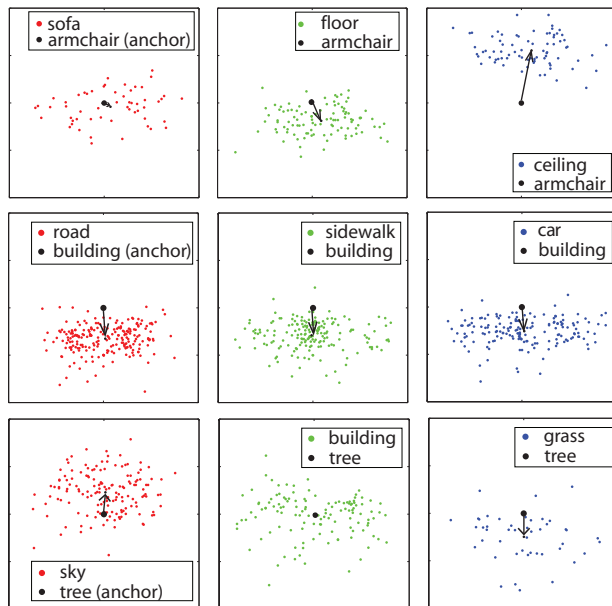 sofa
armchair (anchor)
floor
armchair
ceiling
armchair
road
building (anchor)
sidewalk
building
car
building
sky
tree (anchor)
building
tree
grass
tree